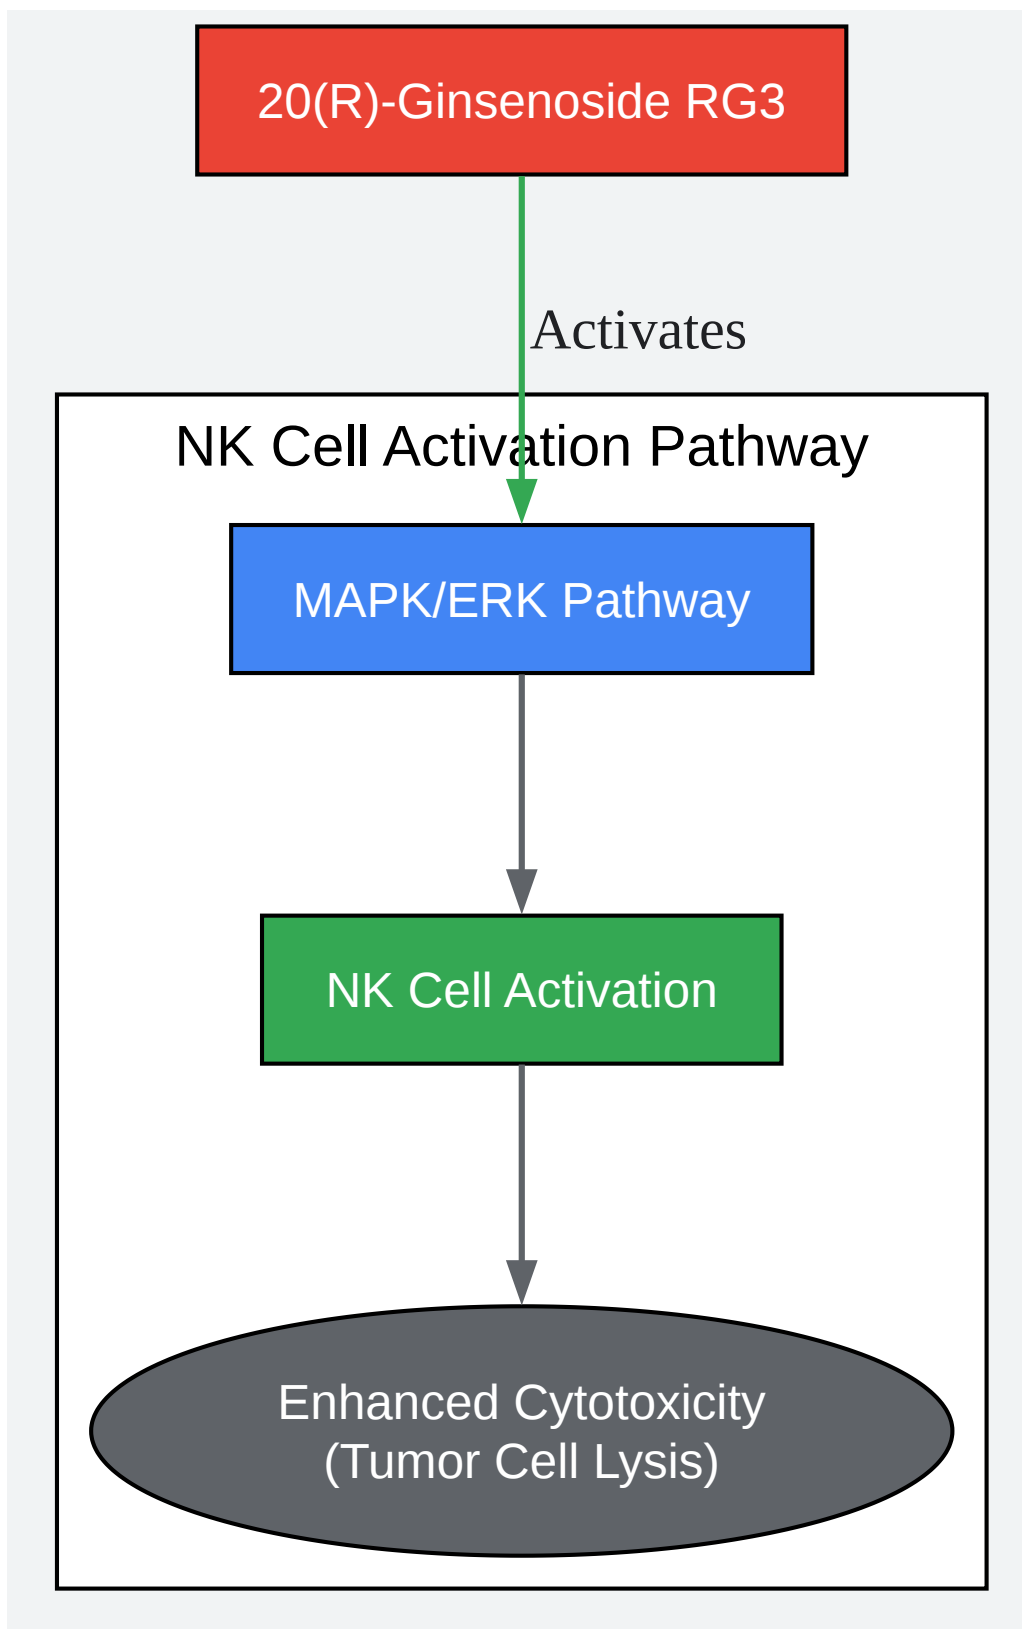 20(R)-Ginsenoside RG3
Activates
NK Cell Activation Pathway
MAPK/ERK Pathway
NK Cell Activation
Enhanced Cytotoxicity
(Tumor Cell Lysis)